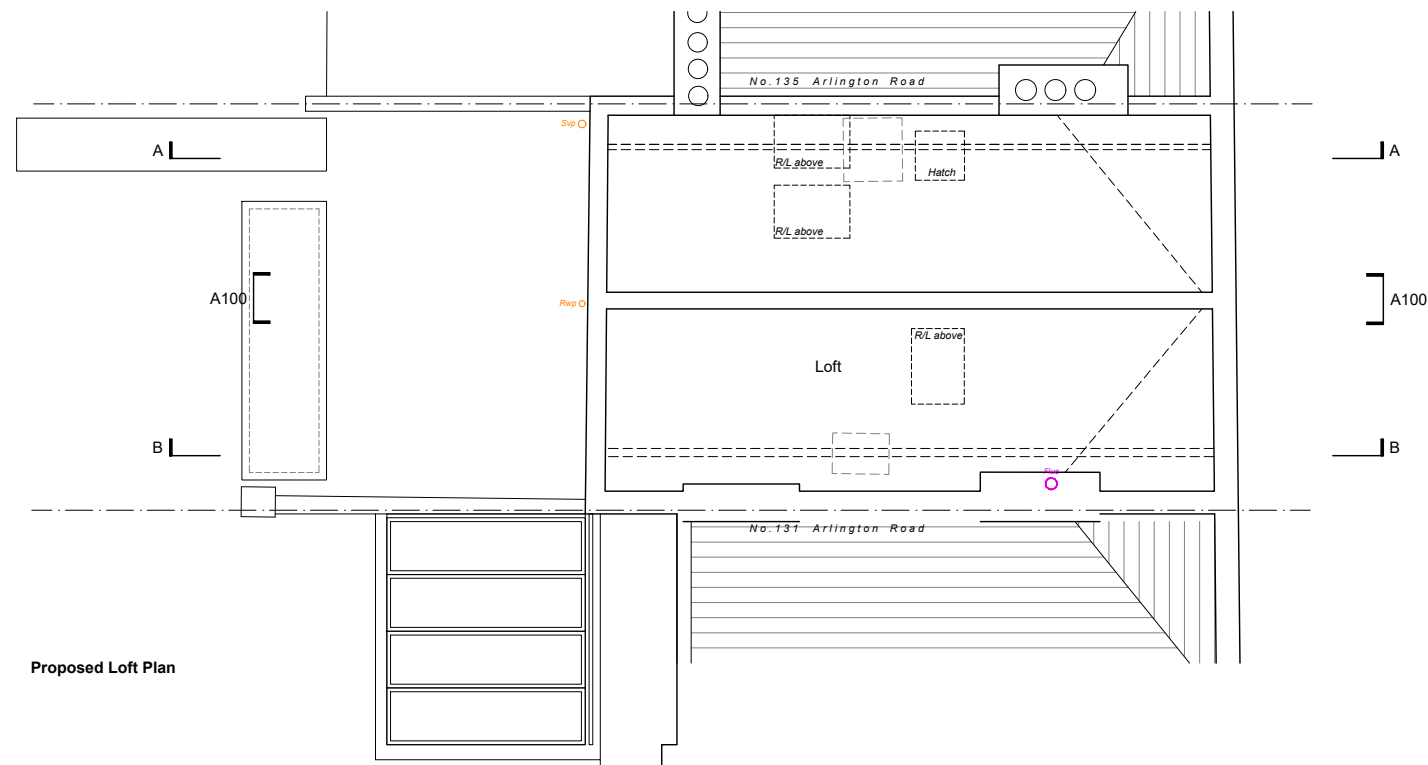 No.135 Arlington Road
Svp
A
R/L above
Hatch
A
R/L above
A100
Rwp
A100
R/L above
Loft
B
B
Flue
No.131 Arlington Road
Proposed Loft Plan